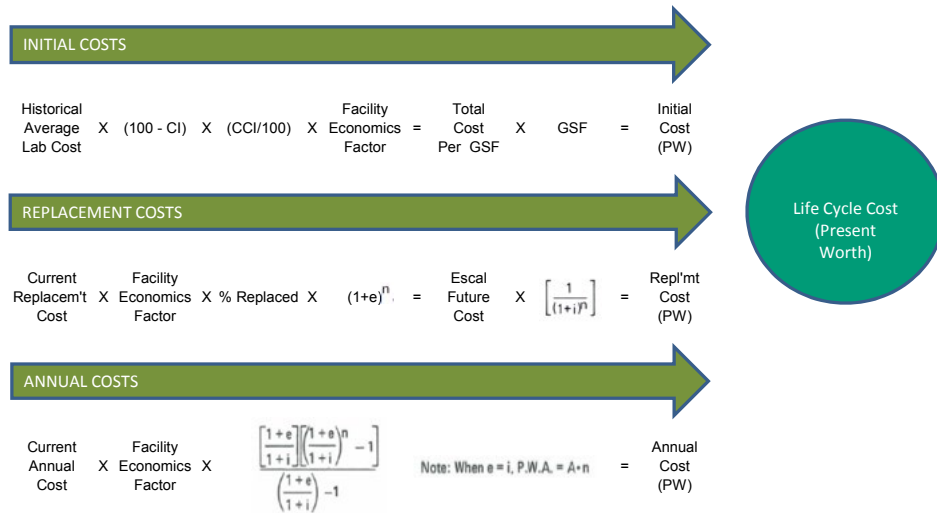 INITIAL COSTS
Historical Average Lab Cost X (100 - CI) X (CCI/100) X Facility Economics Factor = Total Cost Per GSF X GSF = Initial Cost (PW)
REPLACEMENT COSTS
Current Replacem't Cost X Facility Economics Factor X % Replaced X (1+e)^n = Escal Future Cost X [1/(1+i)^n] = Repl'mt Cost (PW)
ANNUAL COSTS
Current Annual Cost X Facility Economics Factor X [1+e/1+i][(1+e/1+i)^n -1] / (1+e/1+i) -1 Note: When e = i, P.W.A. = A•n = Annual Cost (PW)
Life Cycle Cost
(Present
Worth)